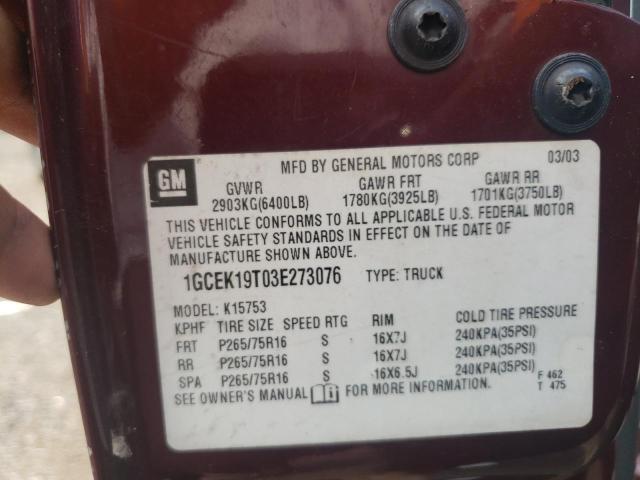 GM
MFD BY GENERAL MOTORS CORP 03/03
GVWR GAWR FRT GAWR RR
2903KG(6400LB) 1780KG(3925LB) 1701KG(3750LB)
THIS VEHICLE CONFORMS TO ALL APPLICABLE U.S. FEDERAL MOTOR
VEHICLE SAFETY STANDARDS IN EFFECT ON THE DATE OF
MANUFACTURE SHOWN ABOVE.
1GCEK19T03E273076 TYPE: TRUCK
MODEL: K15753
KPHF TIRE SIZE SPEED RTG RIM COLD TIRE PRESSURE
FRT P265/75R16 S 16X7J 240KPA(35PSI)
RR P265/75R16 S 16X7J 240KPA(35PSI)
SPA P265/75R16 S 16X6.5J 240KPA(35PSI)
SEE OWNER'S MANUAL FOR MORE INFORMATION.
F 462
T 475